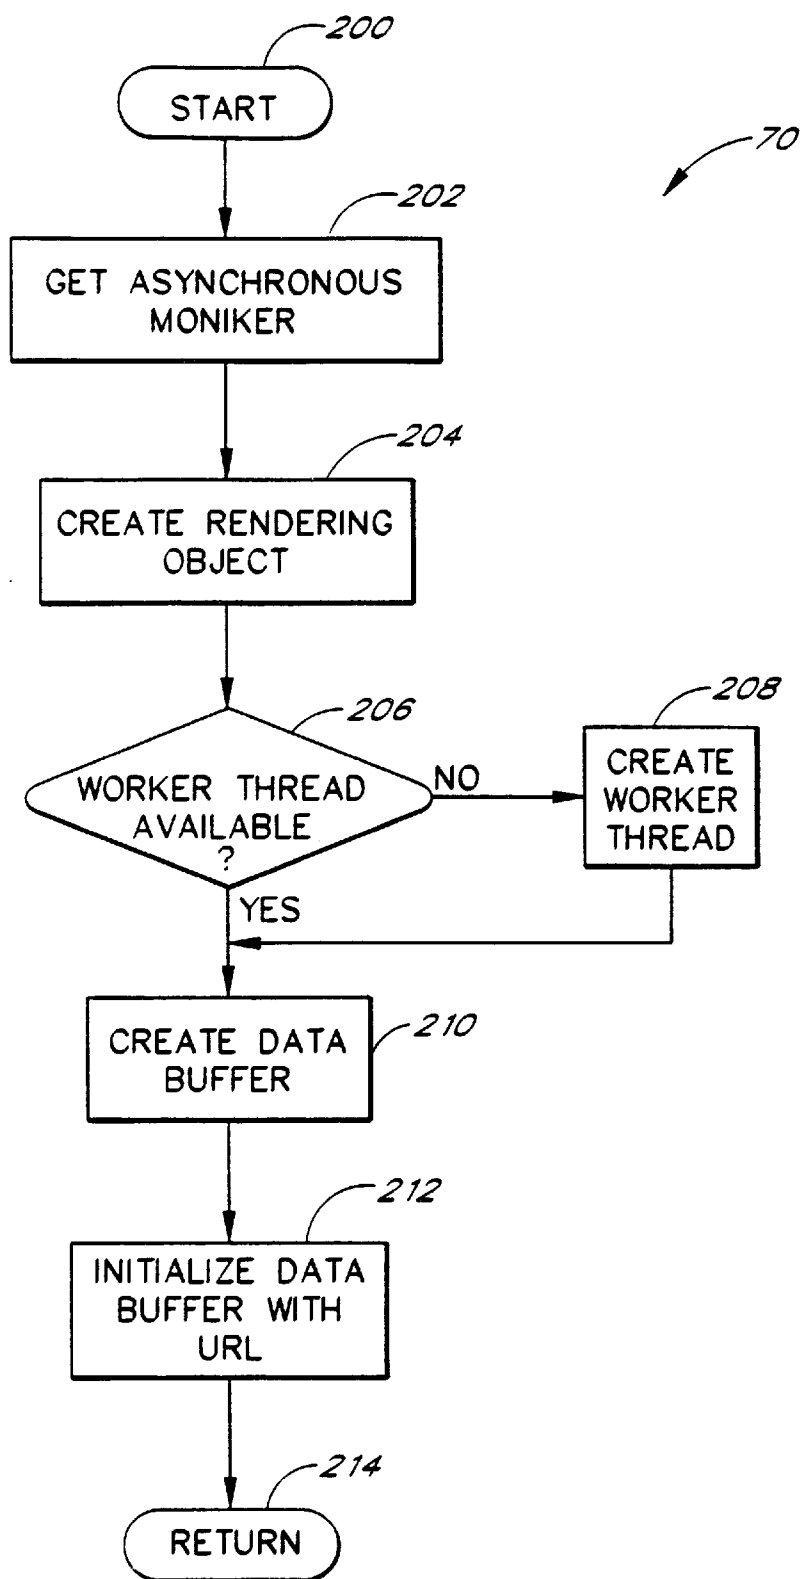 200
START
70
202
GET ASYNCHRONOUS
MONIKER
204
CREATE RENDERING
OBJECT
206
WORKER THREAD
AVAILABLE
?
NO
208
CREATE
WORKER
THREAD
YES
210
CREATE DATA
BUFFER
212
INITIALIZE DATA
BUFFER WITH
URL
214
RETURN